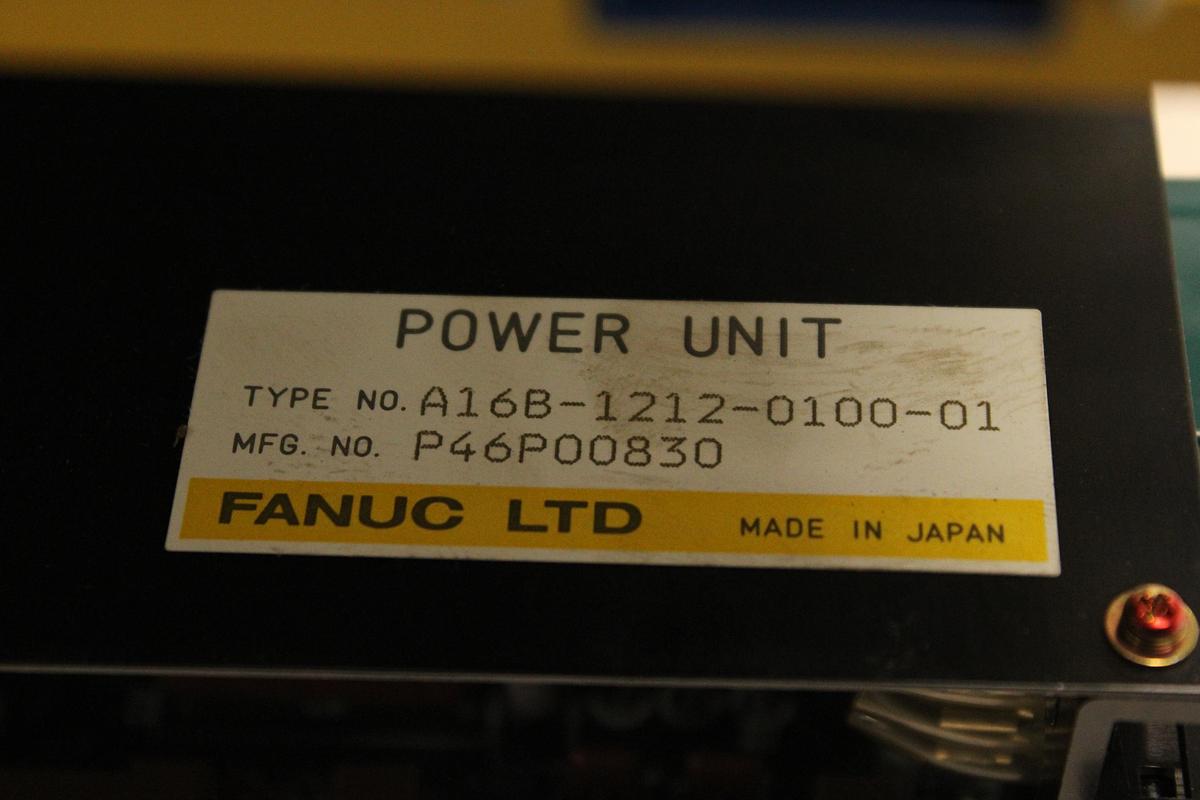 POWER UNIT
TYPE NO. A16B-1212-0100-01
MFG. NO. P46P00830
FANUC LTD MADE IN JAPAN